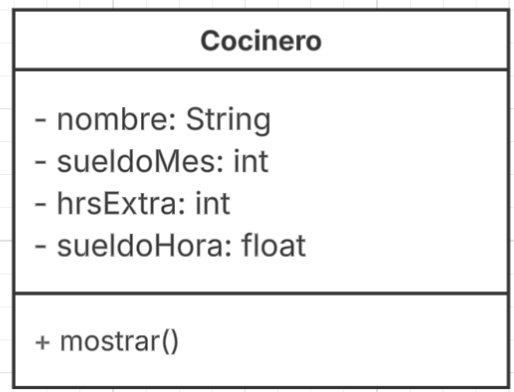 Cocinero
- nombre: String
- sueldoMes: int
- hrsExtra: int
- sueldoHora: float
+ mostrar()